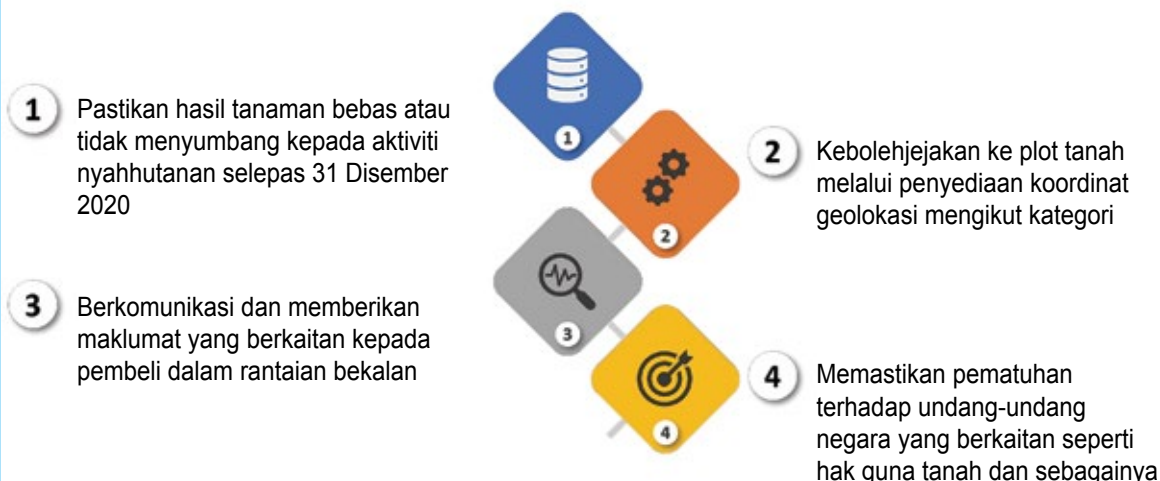 1
Pastikan hasil tanaman bebas atau
tidak menyumbang kepada aktiviti
nyahhutanan selepas 31 Disember
2020
1
2
Kebolehjejakan ke plot tanah
melalui penyediaan koordinat
geolokasi mengikut kategori
2
3
Berkomunikasi dan memberikan
maklumat yang berkaitan kepada
pembeli dalam rantaian bekalan
3
4
Memastikan pematuhan
terhadap undang-undang
negara yang berkaitan seperti
hak guna tanah dan sebagainya
4